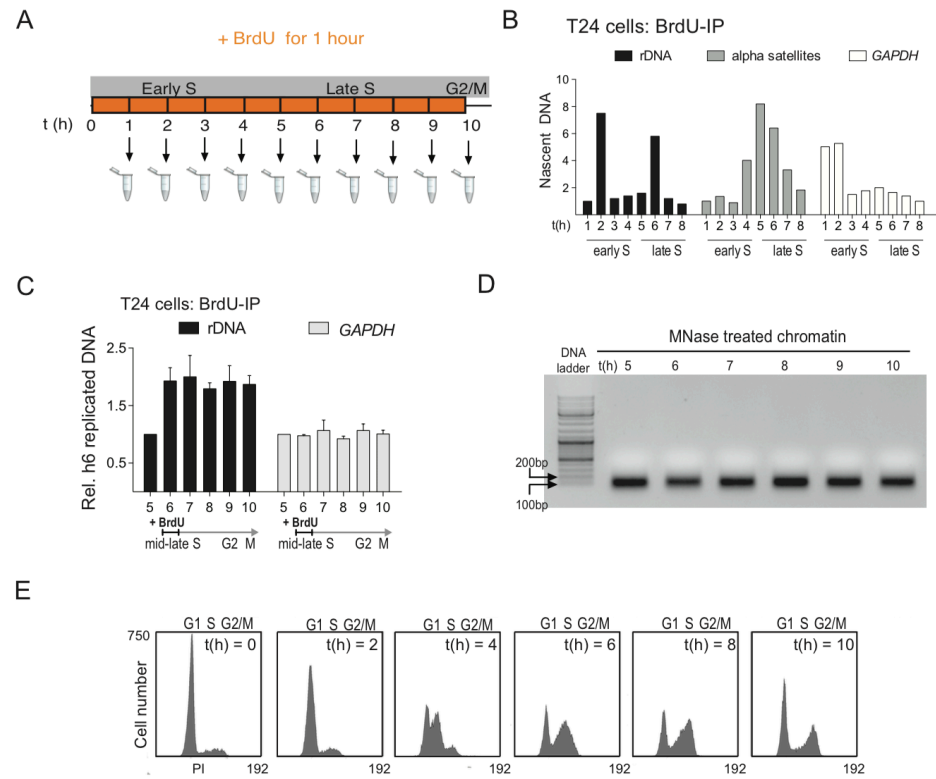 A
+ BrdU for 1 hour
Early S Late S G2/M
t (h) 0 1 2 3 4 5 6 7 8 9 10
B
T24 cells: BrdU-IP
rDNA alpha satellites GAPDH
Nascent DNA
10
8
6
4
2
t(h) 1 2 3 4 5 6 7 8 1 2 3 4 5 6 7 8 1 2 3 4 5 6 7 8
early S late S early S late S early S late S
C
T24 cells: BrdU-IP
rDNA GAPDH
Rel. h6 replicated DNA
2.5
1.5
0.5
5 6 7 8 9 10 5 6 7 8 9 10
+ BrdU + BrdU
mid-late S G2 M mid-late S G2 M
D
MNase treated chromatin
DNA
ladder
t(h) 5 6 7 8 9 10
200bp
100bp
E
G1 S G2/M G1 S G2/M G1 S G2/M G1 S G2/M G1 S G2/M G1 S G2/M
750
t(h) = 0 t(h) = 2 t(h) = 4 t(h) = 6 t(h) = 8 t(h) = 10
Cell number
PI 192 192 192 192 192 192